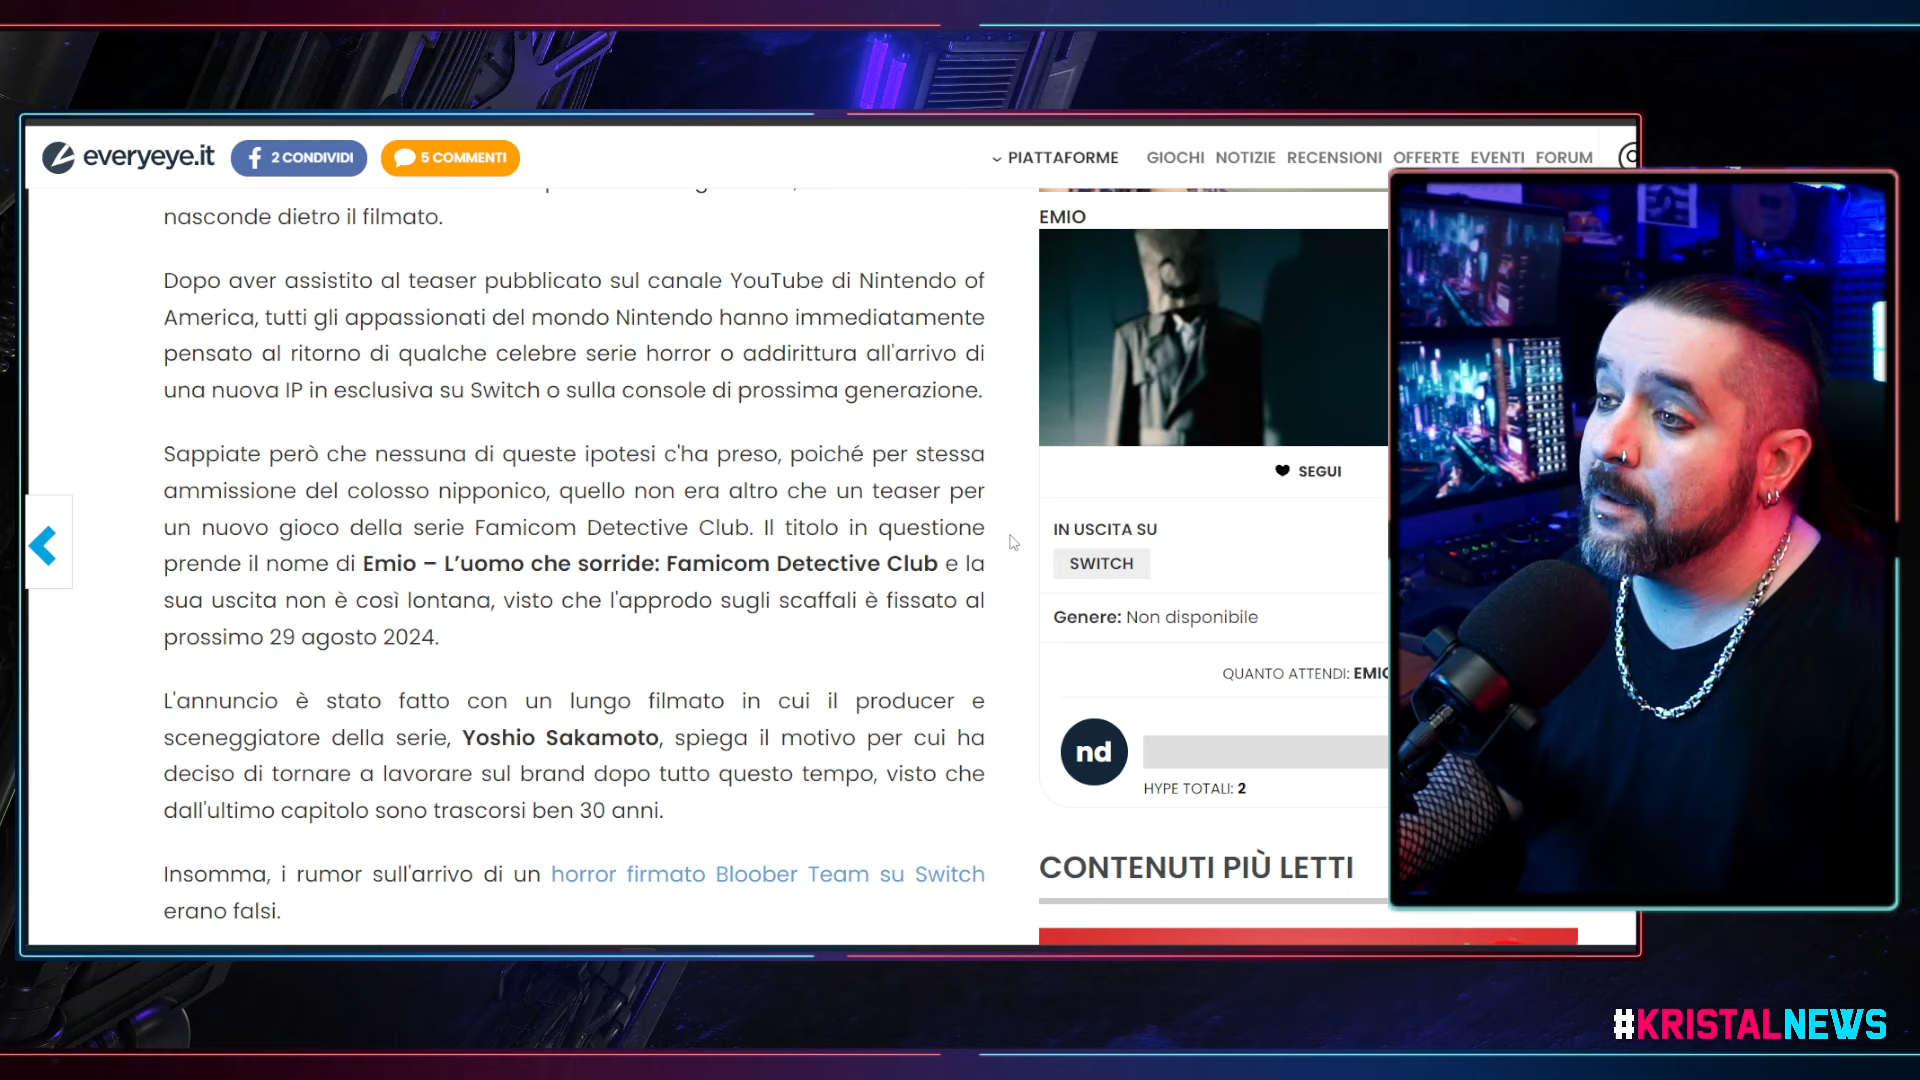 everyeye.it
2 CONDIVIDI
5 COMMENTI
PIATTAFORME GIOCHI NOTIZIE RECENSIONI OFFERTE EVENTI FORUM
nasconde dietro il filmato.
Dopo aver assistito al teaser pubblicato sul canale YouTube di Nintendo of
America, tutti gli appassionati del mondo Nintendo hanno immediatamente
pensato al ritorno di qualche celebre serie horror o addirittura all'arrivo di
una nuova IP in esclusiva su Switch o sulla console di prossima generazione.
Sappiate però che nessuna di queste ipotesi c'ha preso, poiché per stessa
ammissione del colosso nipponico, quello non era altro che un teaser per
un nuovo gioco della serie Famicom Detective Club. Il titolo in questione
prende il nome di Emio – L'uomo che sorride: Famicom Detective Club e la
sua uscita non è così lontana, visto che l'approdo sugli scaffali è fissato al
prossimo 29 agosto 2024.
L'annuncio è stato fatto con un lungo filmato in cui il producer e
sceneggiatore della serie, Yoshio Sakamoto, spiega il motivo per cui ha
deciso di tornare a lavorare sul brand dopo tutto questo tempo, visto che
dall'ultimo capitolo sono trascorsi ben 30 anni.
Insomma, i rumor sull'arrivo di un horror firmato Bloober Team su Switch
erano falsi.
EMIO
SEGUI
IN USCITA SU
SWITCH
Genere: Non disponibile
QUANTO ATTENDI: EMIO
nd
HYPE TOTALI: 2
CONTENUTI PIÙ LETTI
#KRISTALNEWS